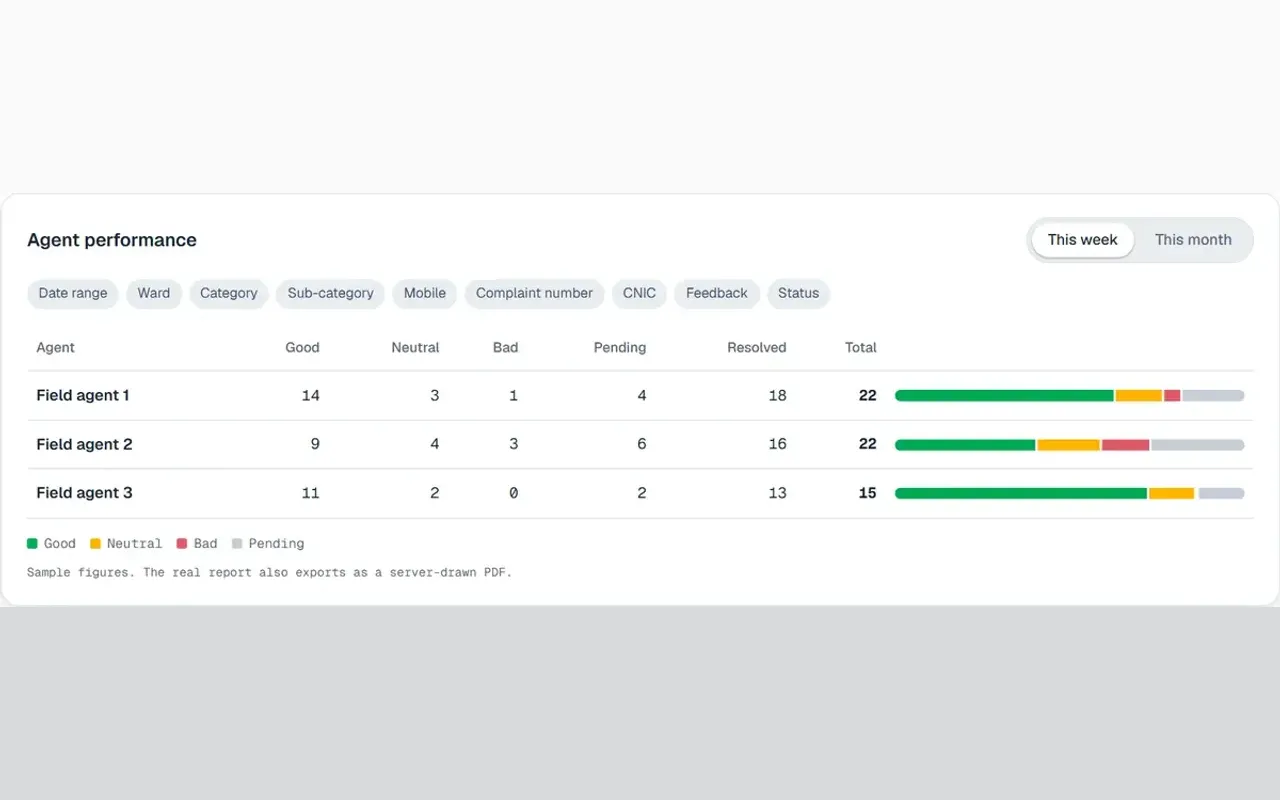 Agent performance
This week This month
Date range Ward Category Sub-category Mobile Complaint number CNIC Feedback Status
Agent Good Neutral Bad Pending Resolved Total
Field agent 1 14 3 1 4 18 22
Field agent 2 9 4 3 6 16 22
Field agent 3 11 2 0 2 13 15
Good Neutral Bad Pending
Sample figures. The real report also exports as a server-drawn PDF.